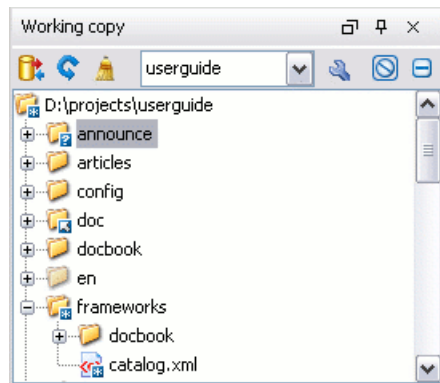 Working copy
userguide
D:\projects\userguide
announce
articles
config
doc
docbook
en
frameworks
docbook
catalog.xml